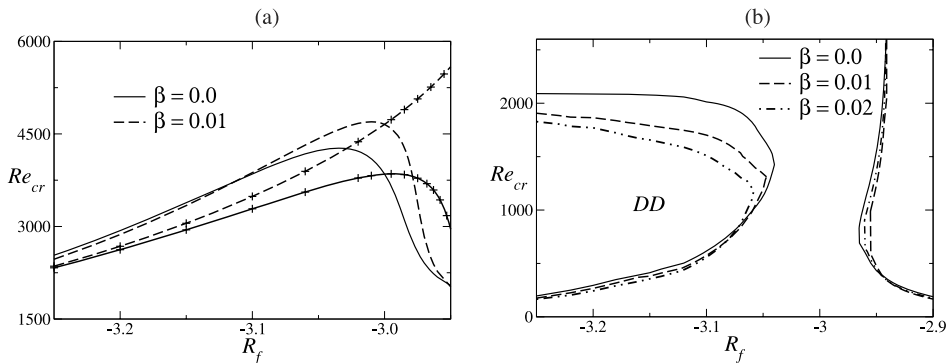 (a)
6000
4500
Re_cr
3000
1500
β = 0.0
β = 0.01
-3.2
-3.1
-3.0
R_f
(b)
2000
Re_cr
1000
0
β = 0.0
β = 0.01
β = 0.02
DD
-3.2
-3.1
-3
-2.9
R_f